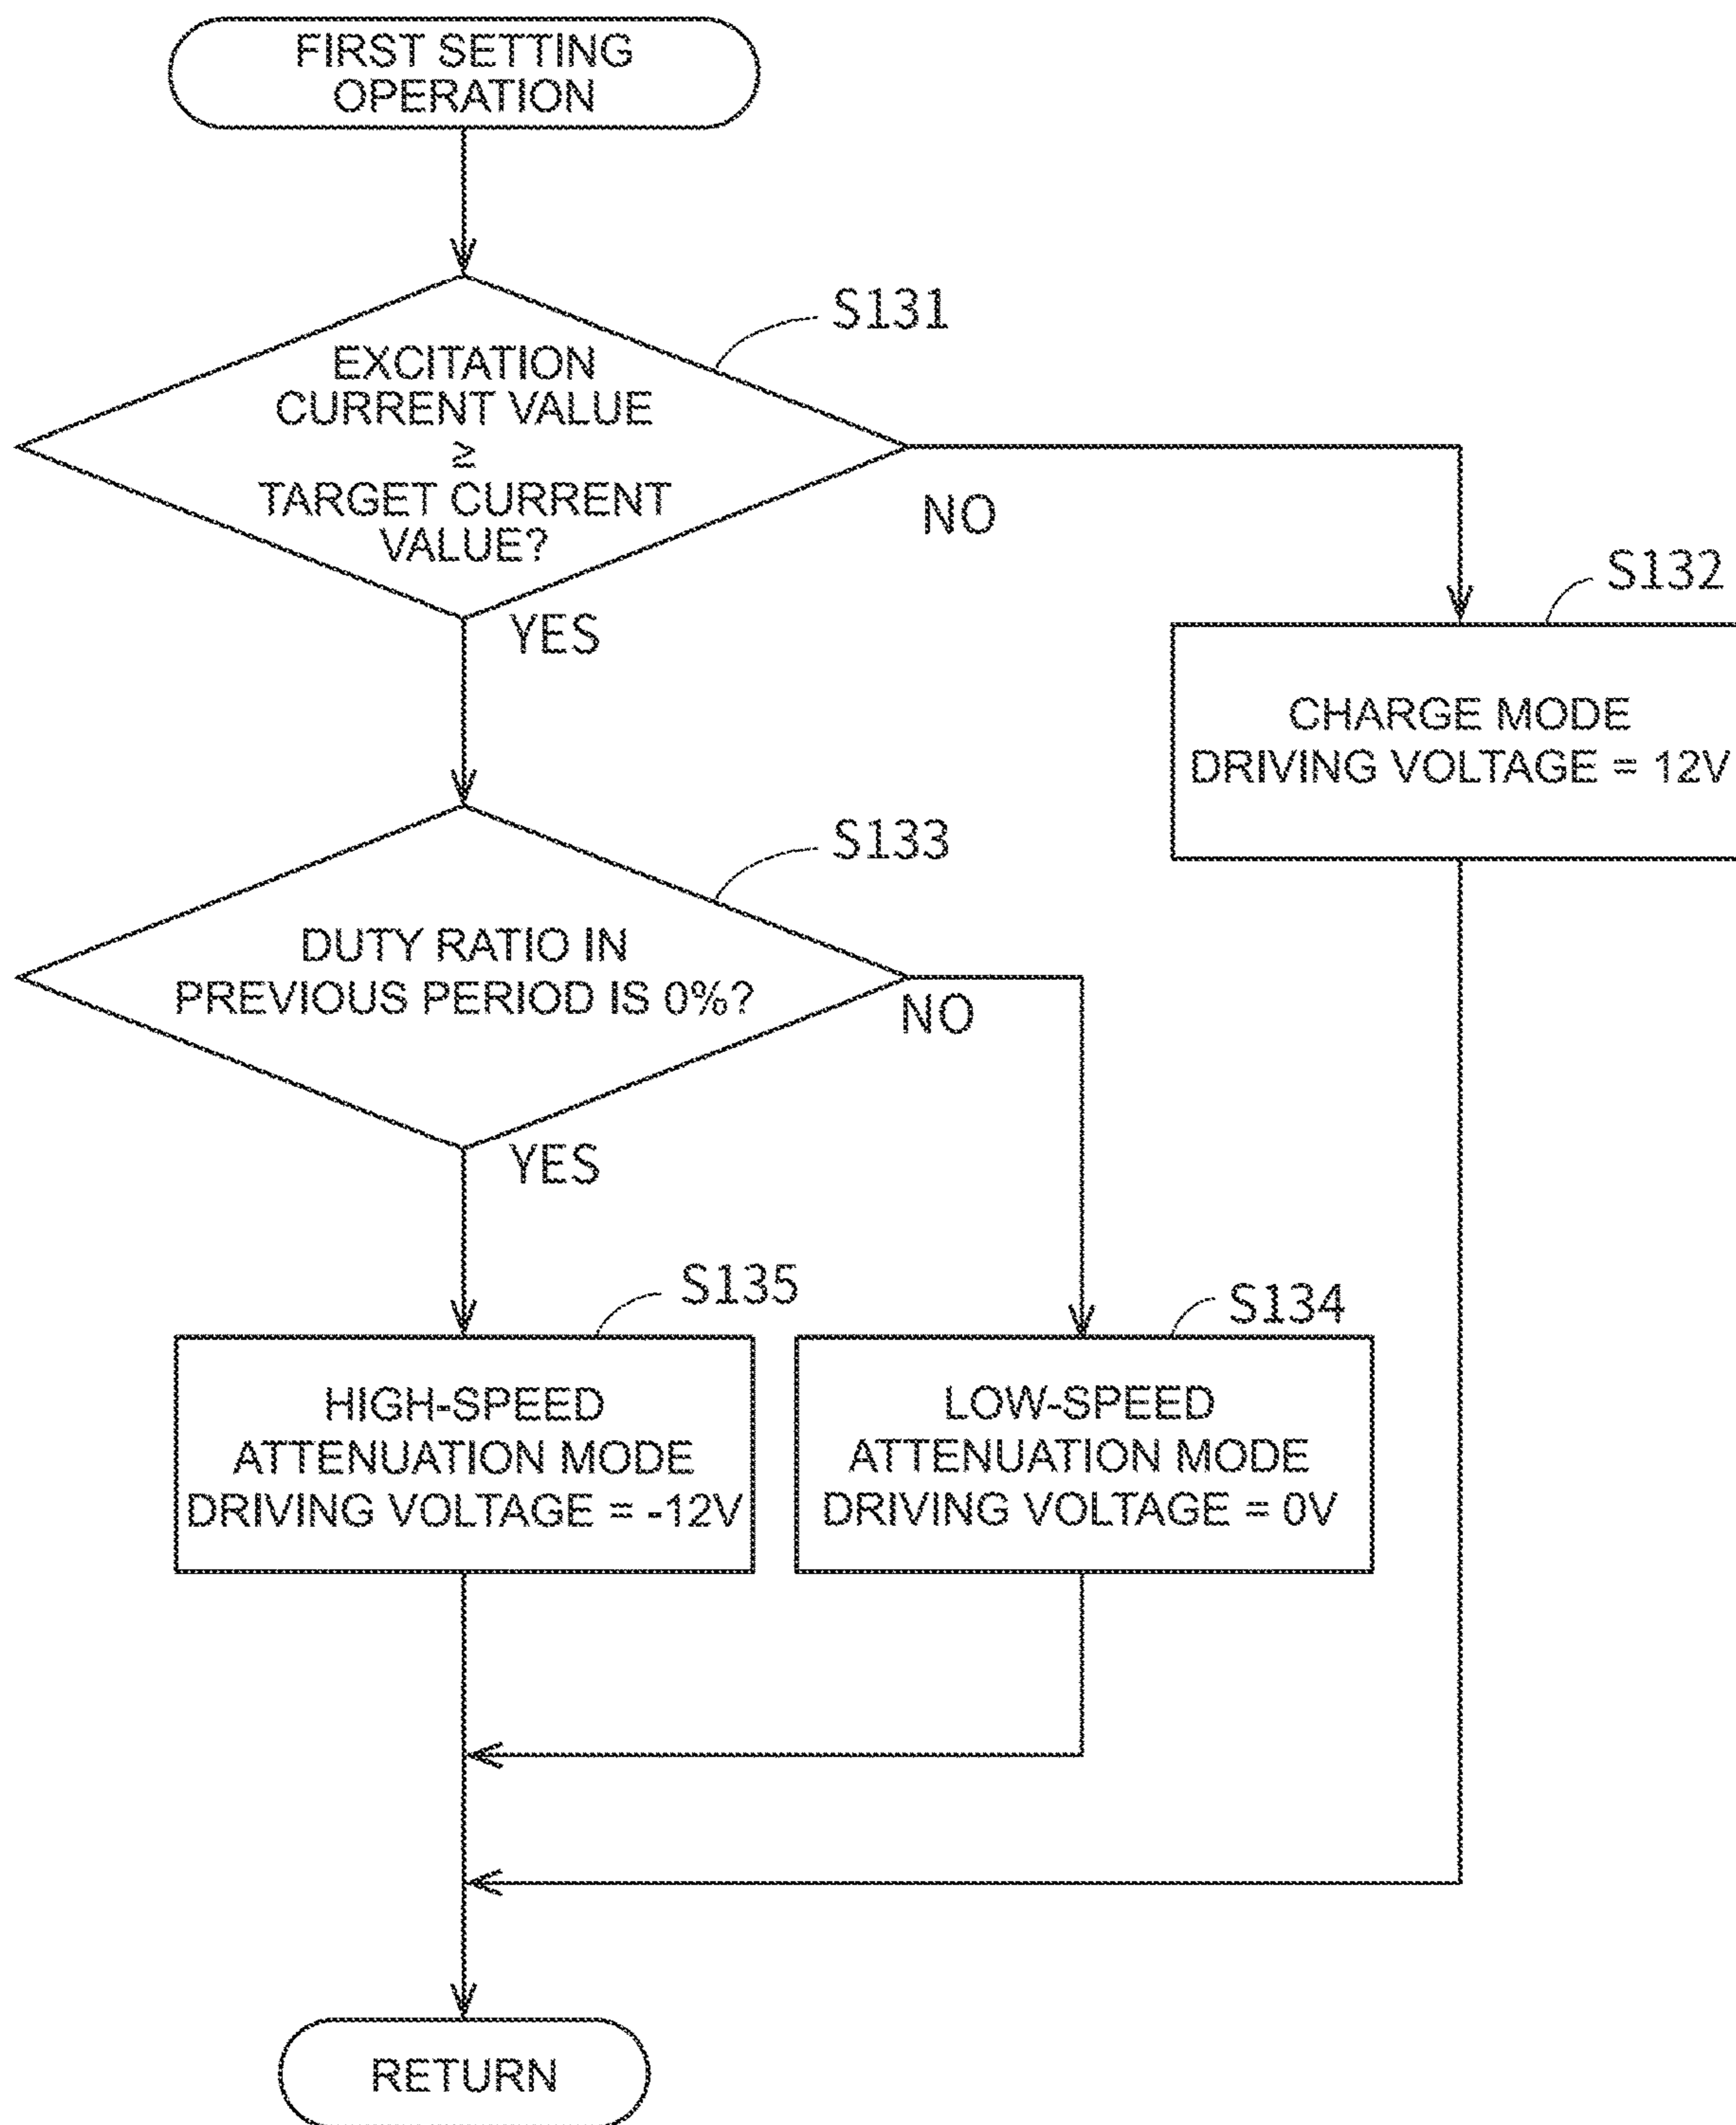 FIRST SETTING
OPERATION
S131
EXCITATION
CURRENT VALUE
≥
TARGET CURRENT
VALUE?
NO
YES
S132
CHARGE MODE
DRIVING VOLTAGE = 12V
S133
DUTY RATIO IN
PREVIOUS PERIOD IS 0%?
NO
YES
S135
HIGH-SPEED
ATTENUATION MODE
DRIVING VOLTAGE = -12V
S134
LOW-SPEED
ATTENUATION MODE
DRIVING VOLTAGE = 0V
RETURN